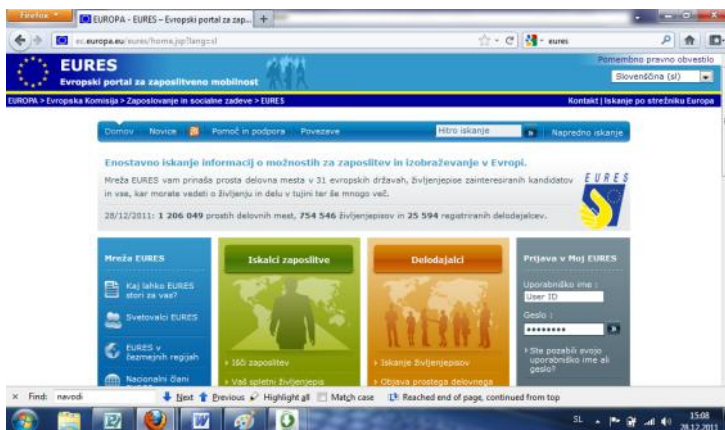 Firefox
EUROPA - EURES – Evropski portal za zap...
ec.europa.eu/eures/home.jsp?lang=sl
eures
EURES
Evropski portal za zaposlitveno mobilnost
Pomembno pravno obvestilo
Slovenščina (sl)
EUROPA > Evropska Komisija > Zaposlovanje in socialne zadeve > EURES
Kontakt | Iskanje po strežniku Europa
Domov Novice Pomoč in podpora Povezave
Hitro iskanje
Napredno iskanje
Enostavno iskanje informacij o možnostih za zaposlitev in izobraževanje v Evropi.
Mreža EURES vam prinaša prosta delovna mesta v 31 evropskih državah, življenjepise zainteresiranih kandidatov
in vse, kar morate vedeti o življenju in delu v tujini ter še mnogo več.
28/12/2011: 1 206 049 prostih delovnih mest, 754 546 življenjepisov in 25 594 registriranih delodajalcev.
EURES
Mreža EURES
Kaj lahko EURES
stori za vas?
Svetovalci EURES
EURES v
čezmejnih regijah
Nacionalni člani
Iskalci zaposlitve
Išči zaposlitev
Vaš spletni življenjepis
Delodajalci
Iskanje življenjepisov
Objava prostega delovnega
Prijava v Moj EURES
Uporabniško ime :
User ID
Geslo :
Ste pozabili svojo
uporabniško ime ali
geslo?
× Find: navodi Next Previous Highlight all Match case Reached end of page, continued from top
SL
15:08
28.12.2011